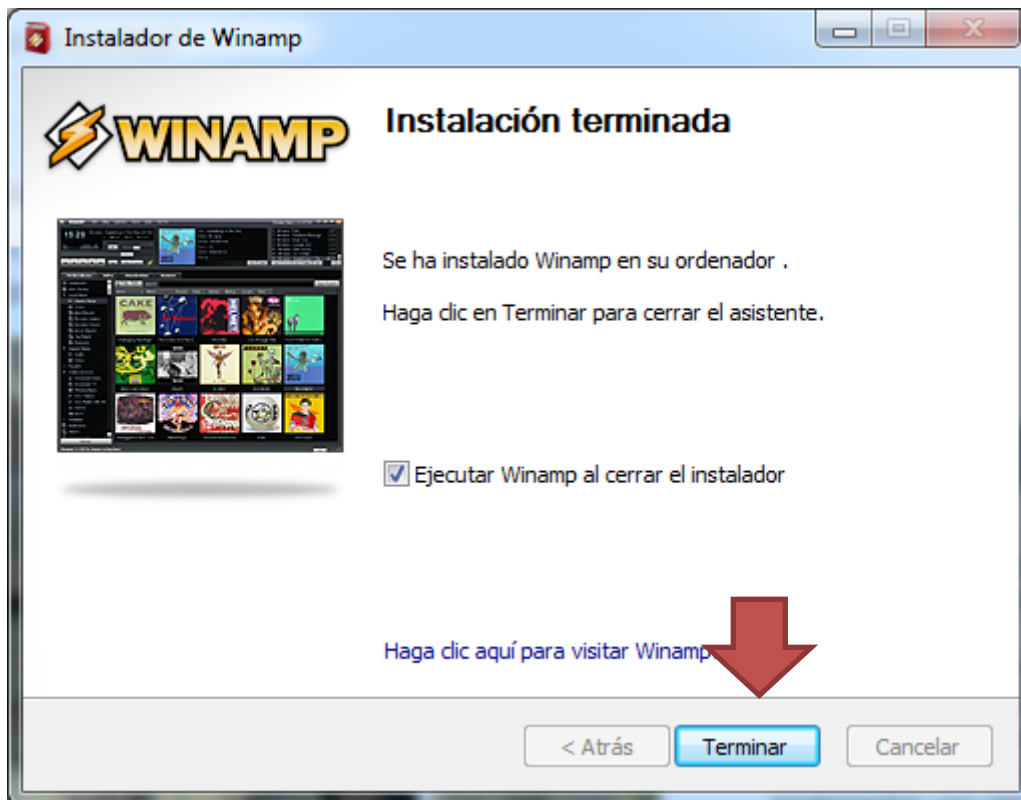 Instalador de Winamp
WINAMP
Instalación terminada
Se ha instalado Winamp en su ordenador .
CAKE
Haga clic en Terminar para cerrar el asistente.
Ejecutar Winamp al cerrar el instalador
Haga clic aquí para visitar Winamp
< Atrás
Terminar
Cancelar